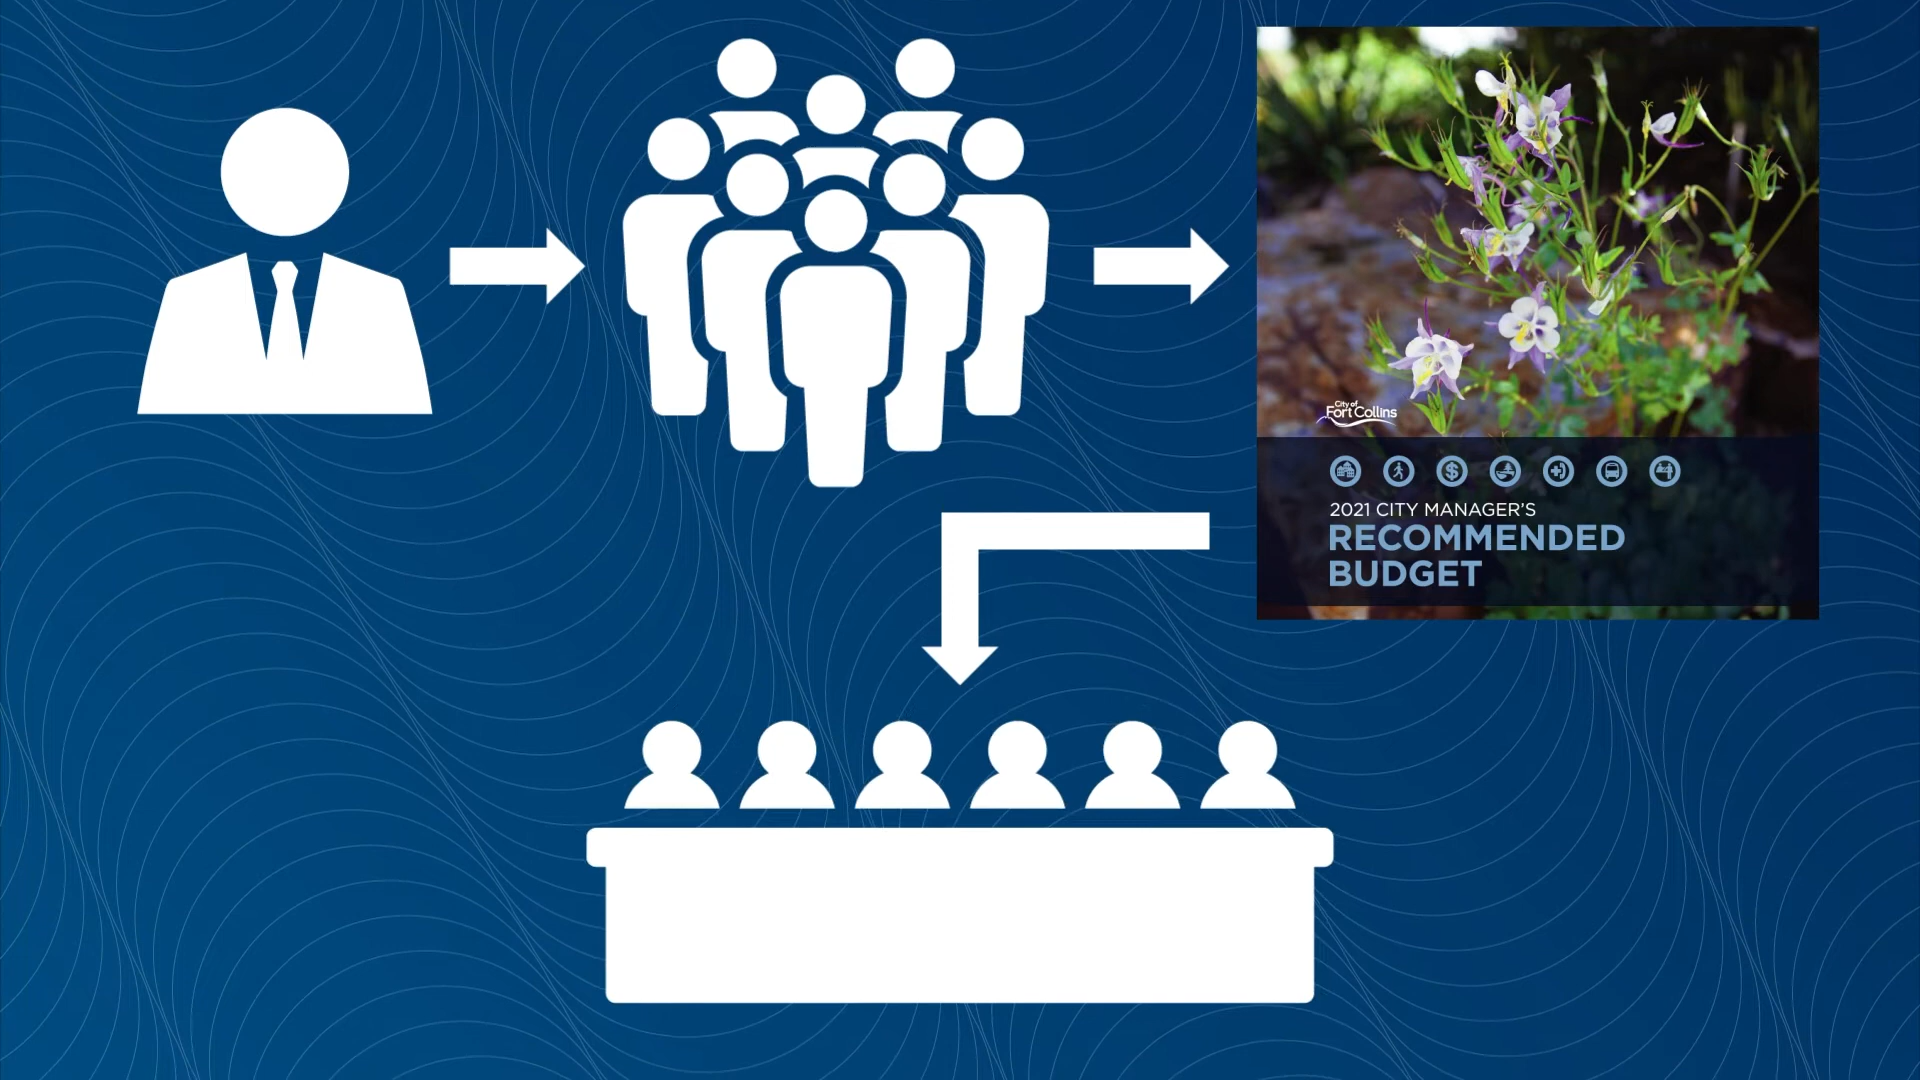 City of
Fort Collins
2021 CITY MANAGER'S
RECOMMENDED
BUDGET